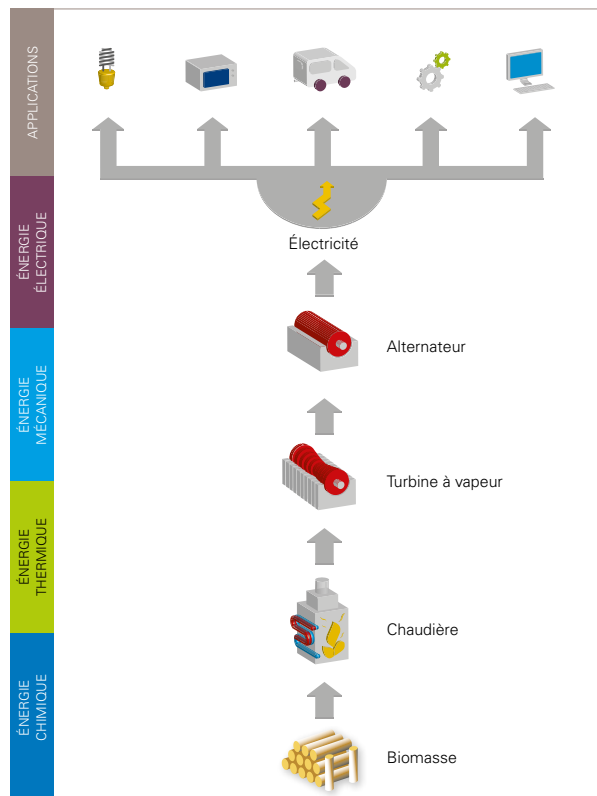 APPLICATIONS
ÉNERGIE
ÉLECTRIQUE
Électricité
ÉNERGIE
MÉCANIQUE
Alternateur
Turbine à vapeur
ÉNERGIE
THERMIQUE
Chaudière
ÉNERGIE
CHIMIQUE
Biomasse